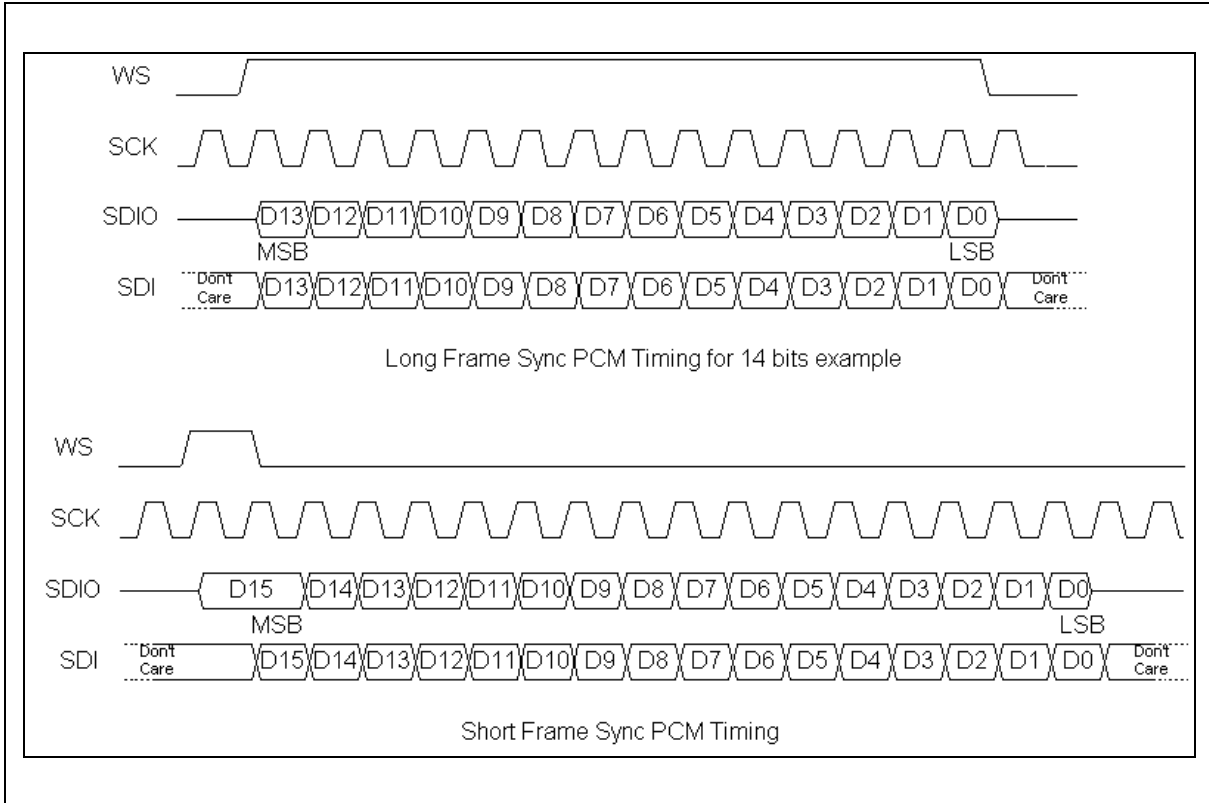 WS
SCK
SDIO D13 D12 D11 D10 D9 D8 D7 D6 D5 D4 D3 D2 D1 D0
MSB LSB
SDI Don't Care D13 D12 D11 D10 D9 D8 D7 D6 D5 D4 D3 D2 D1 D0 Don't Care
Long Frame Sync PCM Timing for 14 bits example
WS
SCK
SDIO D15 D14 D13 D12 D11 D10 D9 D8 D7 D6 D5 D4 D3 D2 D1 D0
MSB LSB
SDI Don't Care D15 D14 D13 D12 D11 D10 D9 D8 D7 D6 D5 D4 D3 D2 D1 D0 Don't Care
Short Frame Sync PCM Timing